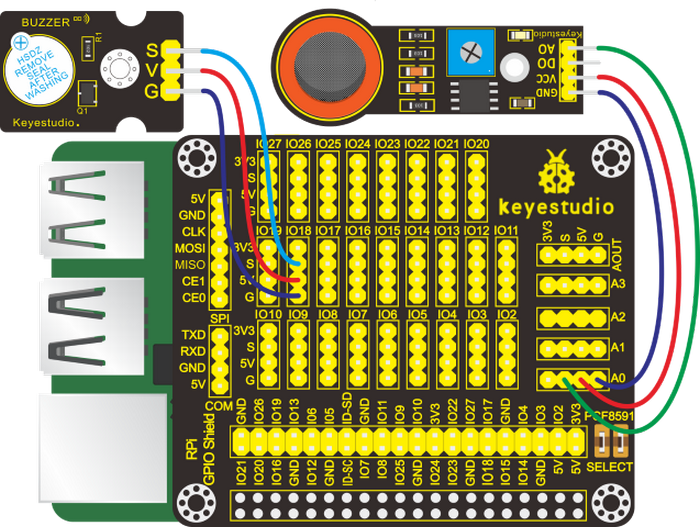 BUZZER
HSDZ
REMOVE
SEAL
AFTER
WASHING
R1
Q1
S
V
G
Keyestudio.
Keyestudio
AO
DO
VCC
GND
IO27 IO26 IO25 IO24 IO23 IO22 IO21 IO20
3V3
S
5V
G
IO19 IO18 IO17 IO16 IO15 IO14 IO13 IO12 IO11
3V3
S
5V
G
IO10 IO9 IO8 IO7 IO6 IO5 IO4 IO3 IO2
3V3
S
5V
G
5V
GND
CLK
MOSI
MISO
CE1
CE0
SPI
TXD
RXD
GND
5V
COM
keyestudio
3V3 S 5V G
AOUT
A3
A2
A1
A0
PCF8591
SELECT
RPi
GPIO Shield
GND IO26 IO19 IO13 IO6 IO5 ID-SD GND IO11 IO9 IO10 3V3 IO22 IO27 IO17 GND IO4 IO3 IO2 3V3
IO21 IO20 IO16 GND IO12 GND ID-SC IO7 IO8 IO25 GND IO24 IO23 GND IO18 IO15 IO14 GND 5V 5V